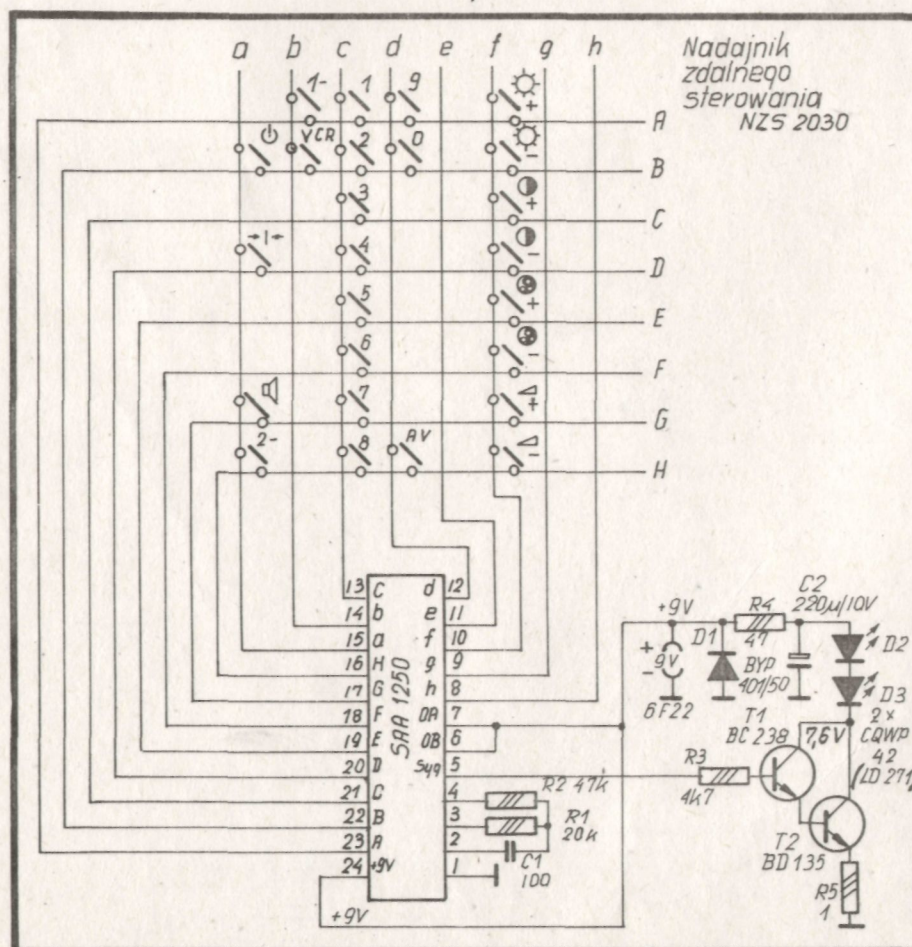 a b c d e f g h
Nadajnik
zdalnego
sterowania
NZS 2030
1- 1 9 +
A
VCR 2 0 -
B
3 +
C
4 -
D
5 +
E
6 -
F
7 +
G
2- 8 AV -
H
13 C d 12
14 b e 11
15 a f 10
16 H g 9
17 G h 8
18 F OA 7
19 E OB 6
20 D Syg 5
21 C 4
22 B 3
23 A 2
24 +9V 1
SAA 1250
+9V
R2 47k
R1
20k
C1
100
+9V
+
9V
-
6F22
D1
BYP
401/50
R4
47
C2
220µ/10V
D2
D3
2×
CQWP
42
(LD 271)
T1
BC 238
7,6V
R3
4k7
T2
BD 135
R5
1